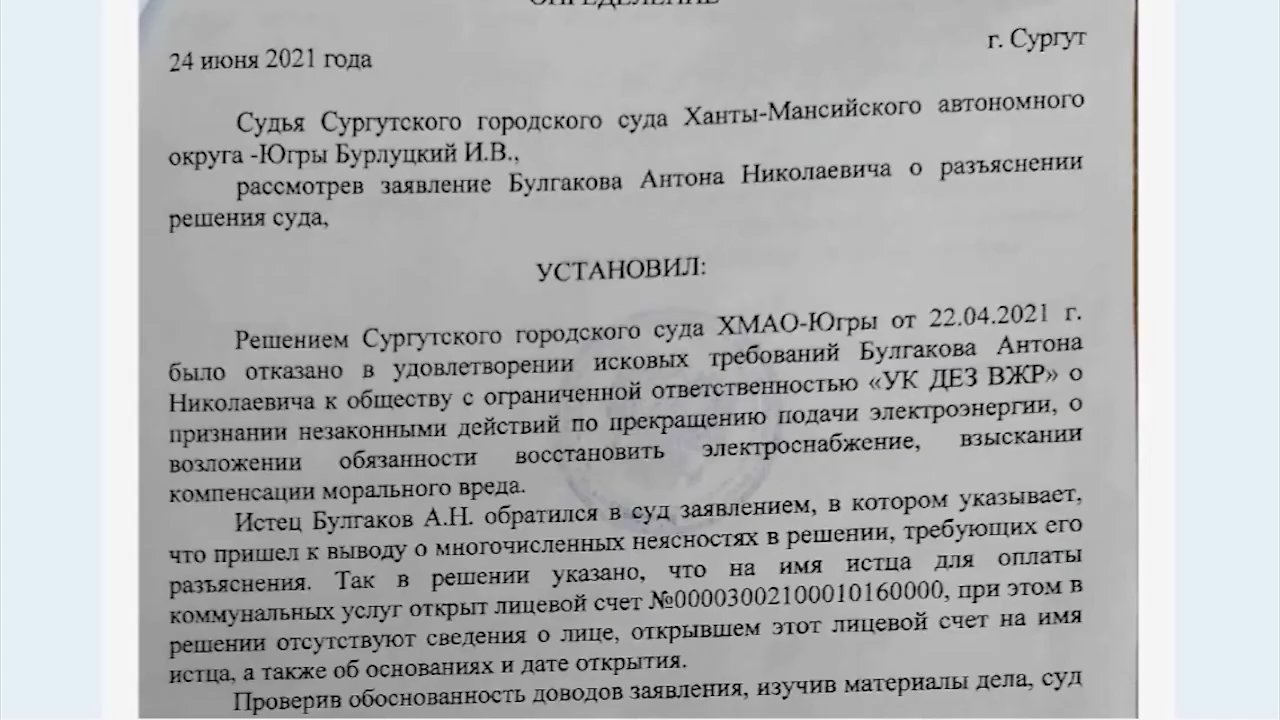 ОПРЕДЕЛЕНИЕ
24 июня 2021 года
г. Сургут
Судья Сургутского городского суда Ханты-Мансийского автономного
округа -Югры Бурлуцкий И.В.,
рассмотрев заявление Булгакова Антона Николаевича о разъяснении
решения суда,
УСТАНОВИЛ:
Решением Сургутского городского суда ХМАО-Югры от 22.04.2021 г.
было отказано в удовлетворении исковых требований Булгакова Антона
Николаевича к обществу с ограниченной ответственностью «УК ДЕЗ ВЖР» о
признании незаконными действий по прекращению подачи электроэнергии, о
возложении обязанности восстановить электроснабжение, взыскании
компенсации морального вреда.
Истец Булгаков А.Н. обратился в суд заявлением, в котором указывает,
что пришел к выводу о многочисленных неясностях в решении, требующих его
разъяснения. Так в решении указано, что на имя истца для оплаты
коммунальных услуг открыт лицевой счет №00003002100010160000, при этом в
решении отсутствуют сведения о лице, открывшем этот лицевой счет на имя
истца, а также об основаниях и дате открытия.
Проверив обоснованность доводов заявления, изучив материалы дела, суд